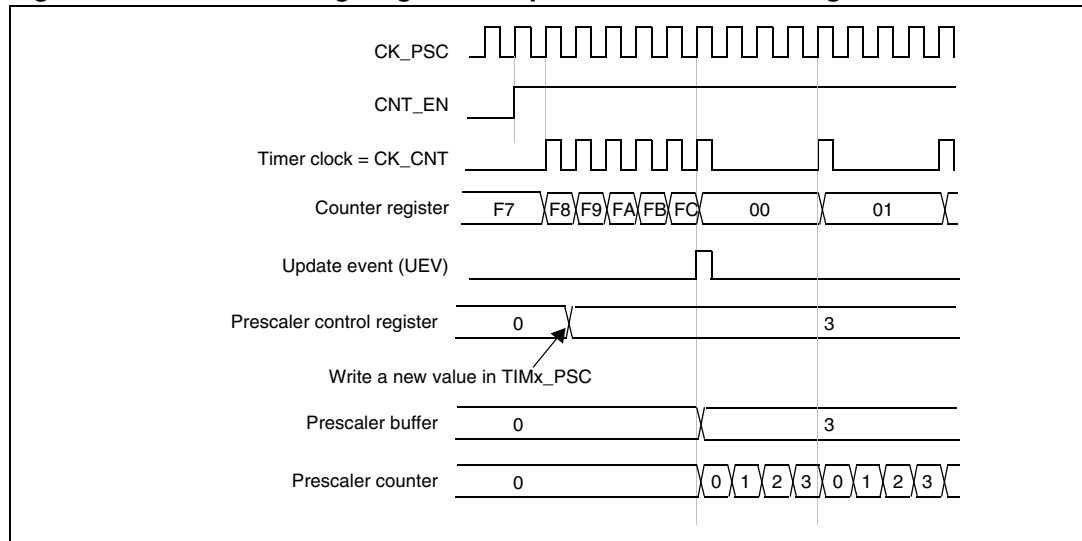 CK_PSC
CNT_EN
Timer clock = CK_CNT
Counter register F7 F8 F9 FA FB FC 00 01
Update event (UEV)
Prescaler control register 0 3
Write a new value in TIMx_PSC
Prescaler buffer 0 3
Prescaler counter 0 0 1 2 3 0 1 2 3